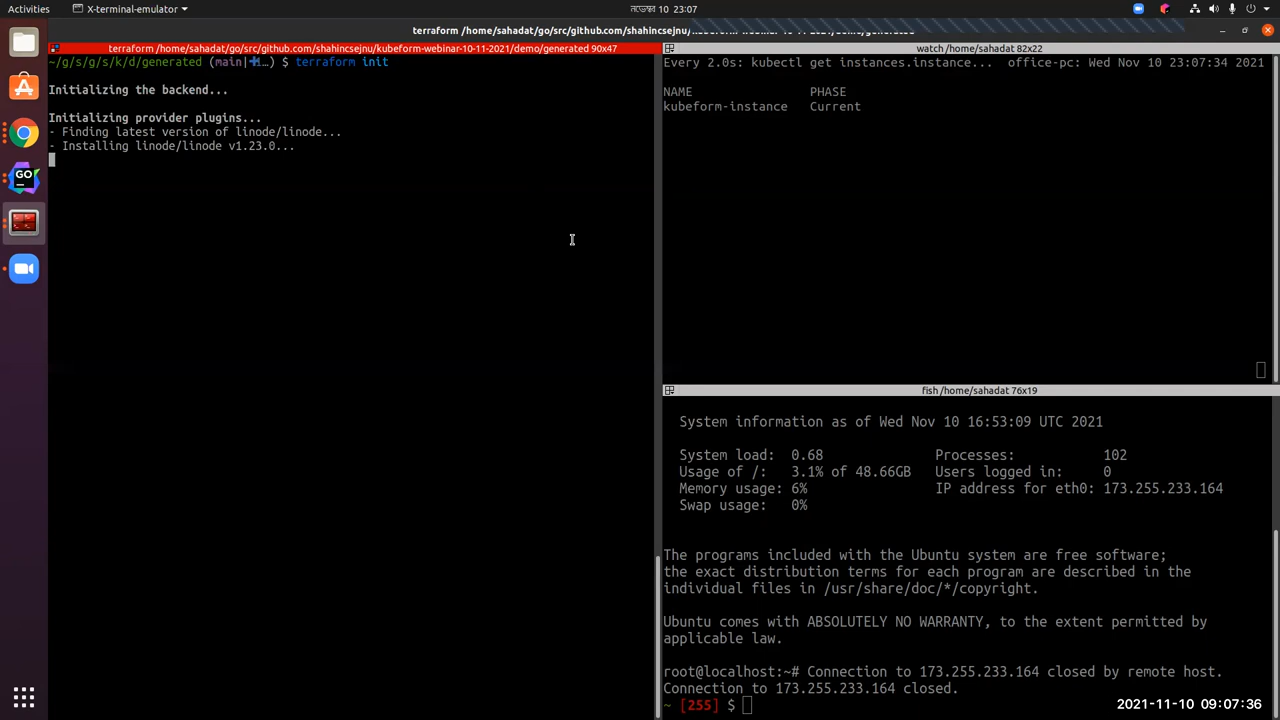 Activities
X-terminal-emulator
নভেম্বর 10 23:07
terraform /home/sahadat/go/src/github.com/shahincsejnu/kubeform-webinar-10-11-2021/demo/generated
terraform /home/sahadat/go/src/github.com/shahincsejnu/kubeform-webinar-10-11-2021/demo/generated 90x47
~/g/s/g/s/k/d/generated (main|
…) $ terraform init
Initializing the backend...
Initializing provider plugins...
- Finding latest version of linode/linode...
- Installing linode/linode v1.23.0...
watch /home/sahadat 82x22
Every 2.0s: kubectl get instances.instance... office-pc: Wed Nov 10 23:07:34 2021
NAME PHASE
kubeform-instance Current
fish /home/sahadat 76x19
System information as of Wed Nov 10 16:53:09 UTC 2021
System load: 0.68 Processes: 102
Usage of /: 3.1% of 48.66GB Users logged in: 0
Memory usage: 6% IP address for eth0: 173.255.233.164
Swap usage: 0%
The programs included with the Ubuntu system are free software;
the exact distribution terms for each program are described in the
individual files in /usr/share/doc/*/copyright.
Ubuntu comes with ABSOLUTELY NO WARRANTY, to the extent permitted by
applicable law.
root@localhost:~# Connection to 173.255.233.164 closed by remote host.
Connection to 173.255.233.164 closed.
~ [255] $
2021-11-10 09:07:36
GO